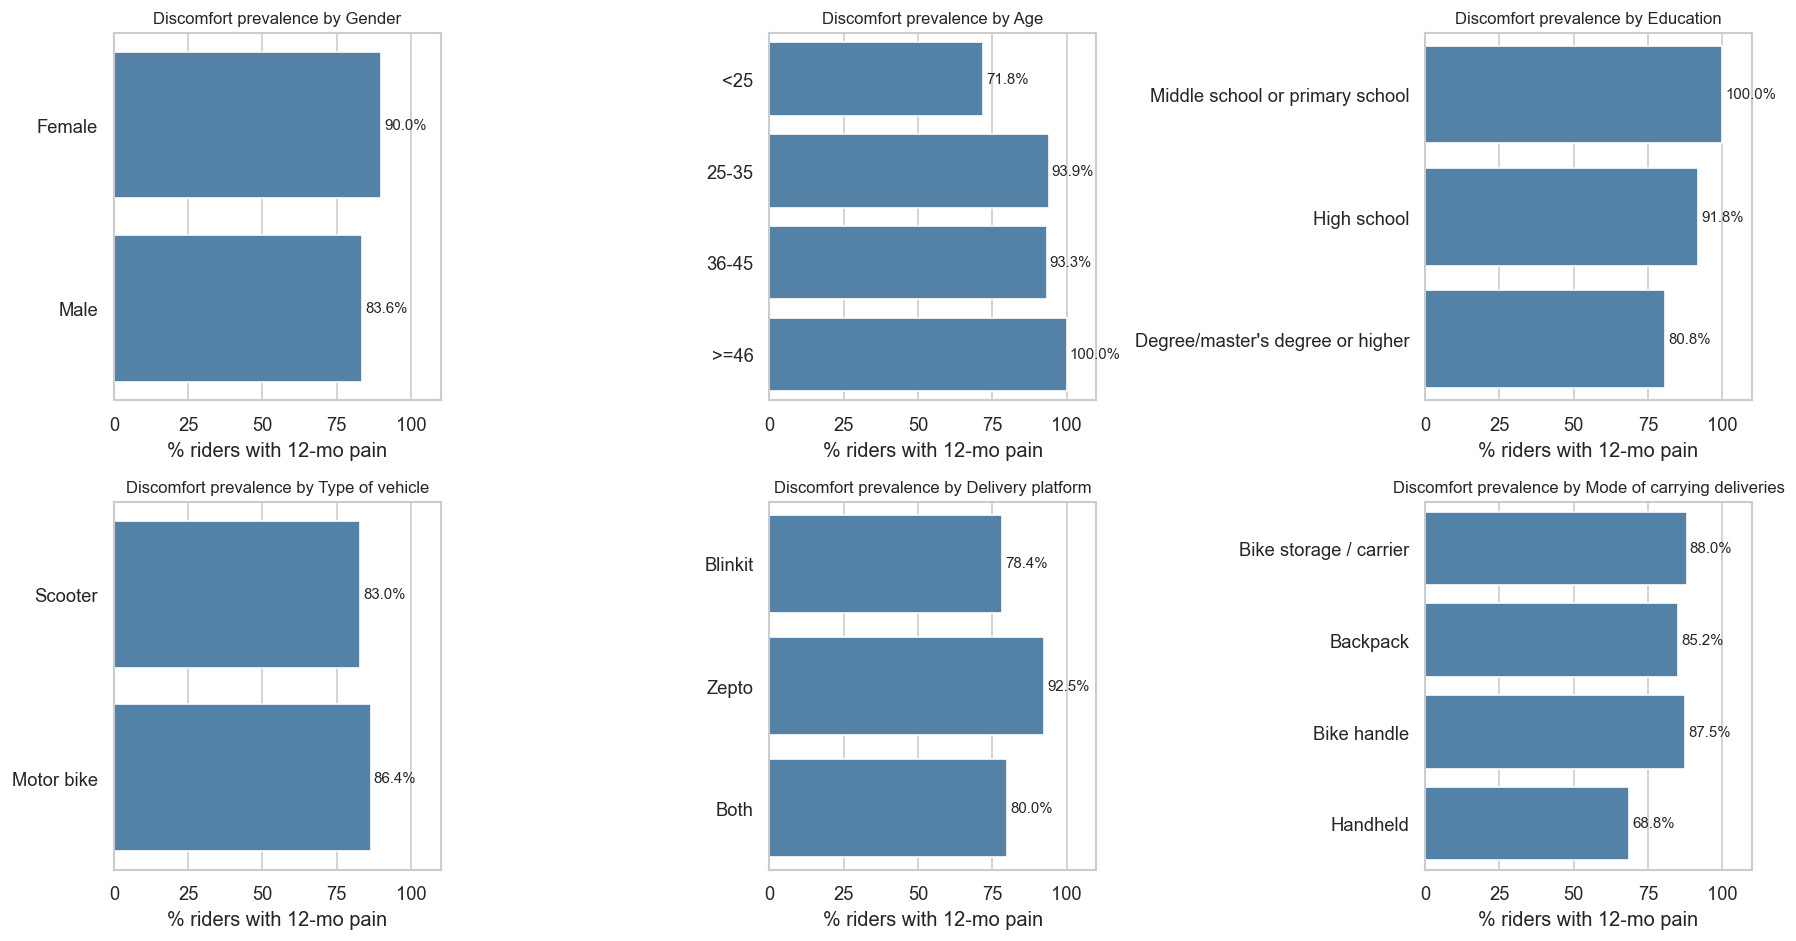 Discomfort prevalence by Gender
Female
90.0%
Male
83.6%
0 25 50 75 100
% riders with 12-mo pain
Discomfort prevalence by Age
<25
71.8%
25-35
93.9%
36-45
93.3%
>=46
100.0%
0 25 50 75 100
% riders with 12-mo pain
Discomfort prevalence by Education
Middle school or primary school
100.0%
High school
91.8%
Degree/master's degree or higher
80.8%
0 25 50 75 100
% riders with 12-mo pain
Discomfort prevalence by Type of vehicle
Scooter
83.0%
Motor bike
86.4%
0 25 50 75 100
% riders with 12-mo pain
Discomfort prevalence by Delivery platform
Blinkit
78.4%
Zepto
92.5%
Both
80.0%
0 25 50 75 100
% riders with 12-mo pain
Discomfort prevalence by Mode of carrying deliveries
Bike storage / carrier
88.0%
Backpack
85.2%
Bike handle
87.5%
Handheld
68.8%
0 25 50 75 100
% riders with 12-mo pain